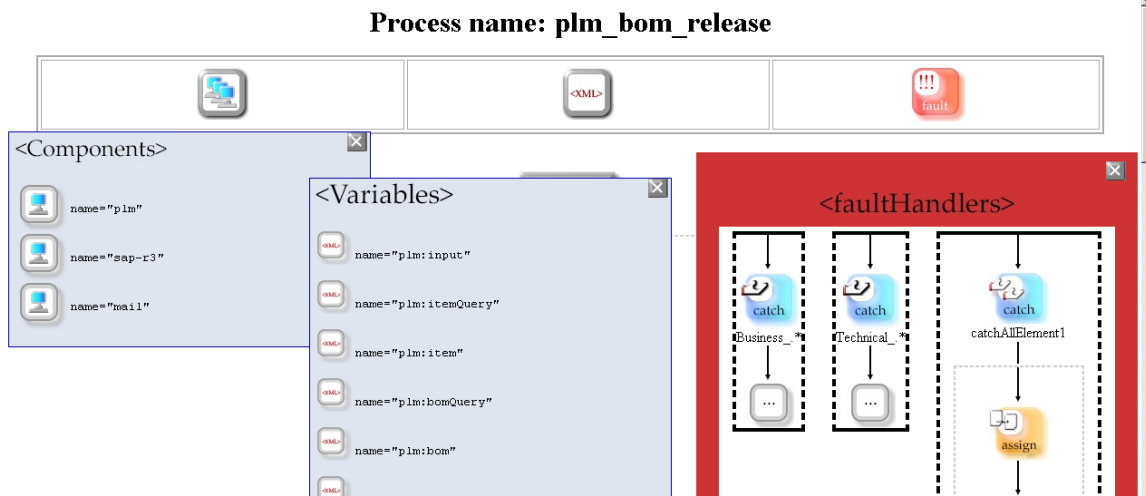 Process name: plm_bom_release
<XML>
!!!
fault
<Components>
name="plm"
name="sap-r3"
name="mail"
<Variables>
<XML>
name="plm:input"
<XML>
name="plm:itemQuery"
<XML>
name="plm:item"
<XML>
name="plm:bomQuery"
<XML>
name="plm:bom"
<XML>
<faultHandlers>
catch
Business_.*
...
catch
Technical_.*
...
catch
catchAllElement1
assign